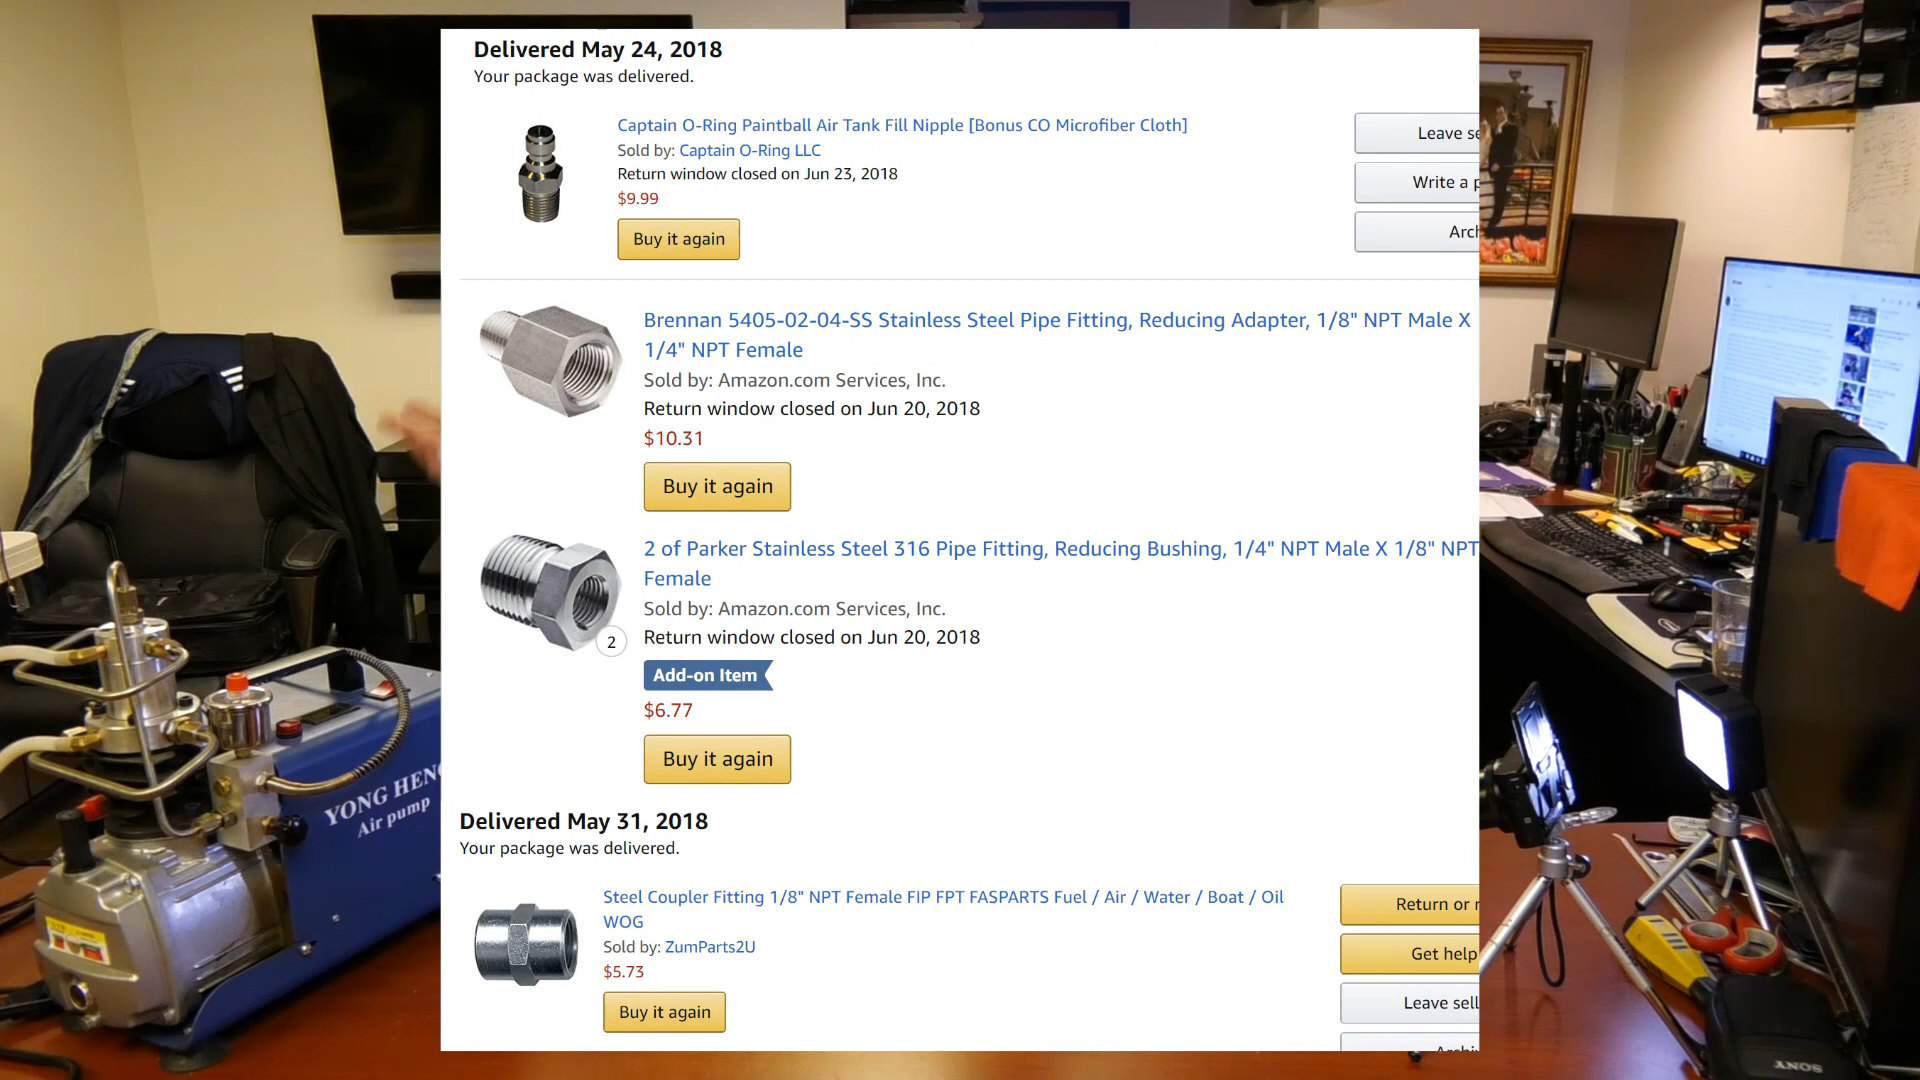 Delivered May 24, 2018
Your package was delivered.
Captain O-Ring Paintball Air Tank Fill Nipple [Bonus CO Microfiber Cloth]
Sold by: Captain O-Ring LLC
Return window closed on Jun 23, 2018
$9.99
Buy it again
Leave se
Write a p
Arch
Brennan 5405-02-04-SS Stainless Steel Pipe Fitting, Reducing Adapter, 1/8" NPT Male X
1/4" NPT Female
Sold by: Amazon.com Services, Inc.
Return window closed on Jun 20, 2018
$10.31
Buy it again
2 of Parker Stainless Steel 316 Pipe Fitting, Reducing Bushing, 1/4" NPT Male X 1/8" NPT
Female
Sold by: Amazon.com Services, Inc.
2
Return window closed on Jun 20, 2018
Add-on Item
$6.77
Buy it again
Delivered May 31, 2018
Your package was delivered.
Steel Coupler Fitting 1/8" NPT Female FIP FPT FASPARTS Fuel / Air / Water / Boat / Oil
WOG
Sold by: ZumParts2U
$5.73
Buy it again
Return or r
Get help
Leave sell
YONG HENG
Air pump
SONY